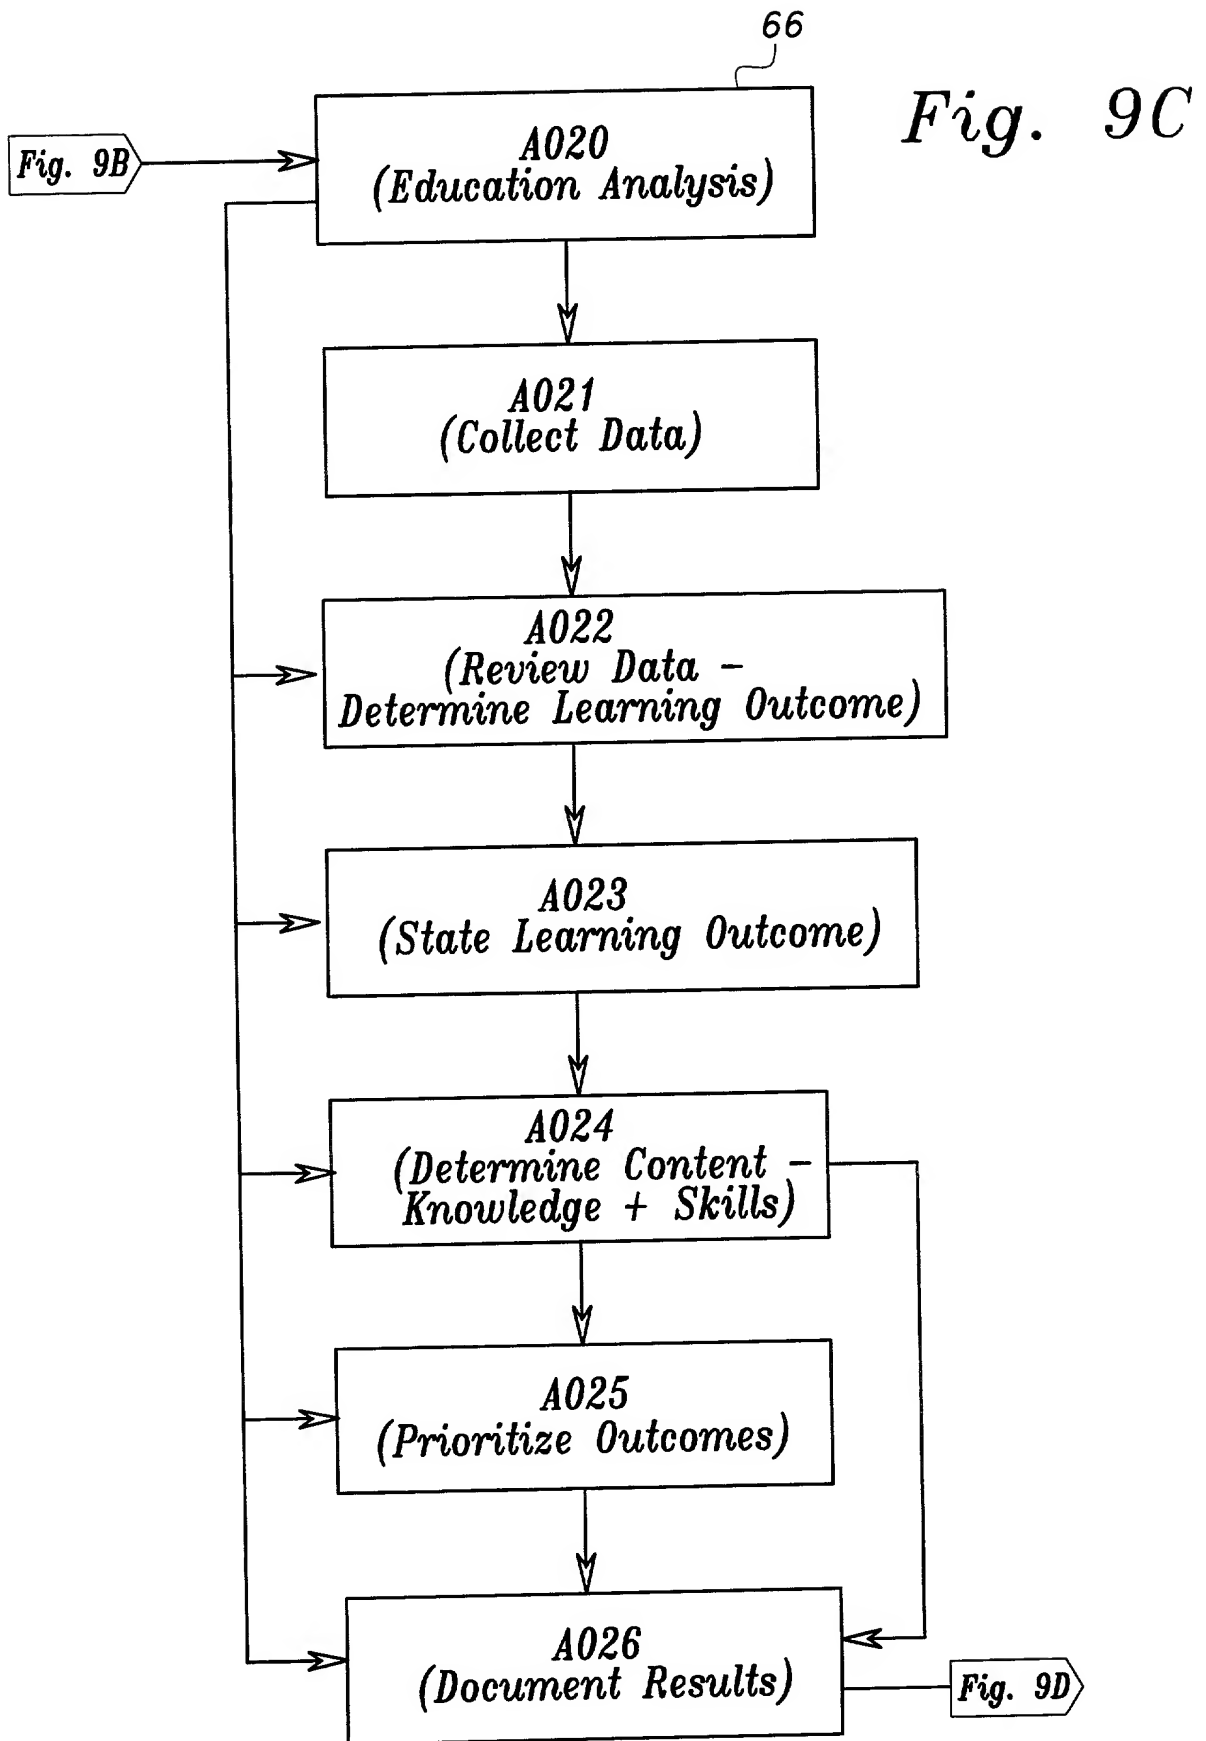 66
Fig. 9C
Fig. 9B
A020
(Education Analysis)
A021
(Collect Data)
A022
(Review Data -
Determine Learning Outcome)
A023
(State Learning Outcome)
A024
(Determine Content -
Knowledge + Skills)
A025
(Prioritize Outcomes)
A026
(Document Results)
Fig. 9D